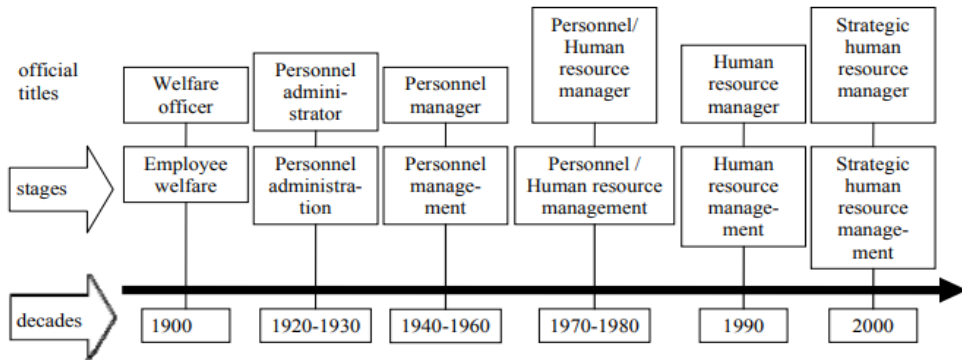 official
titles
Welfare
officer
Personnel
admini-
strator
Personnel
manager
Personnel/
Human
resource
manager
Human
resource
manager
Strategic
human
resource
manager
stages
Employee
welfare
Personnel
administra-
tion
Personnel
manage-
ment
Personnel /
Human resource
management
Human
resource
manage-
ment
Strategic
human
resource
manage-
ment
decades
1900
1920-1930
1940-1960
1970-1980
1990
2000